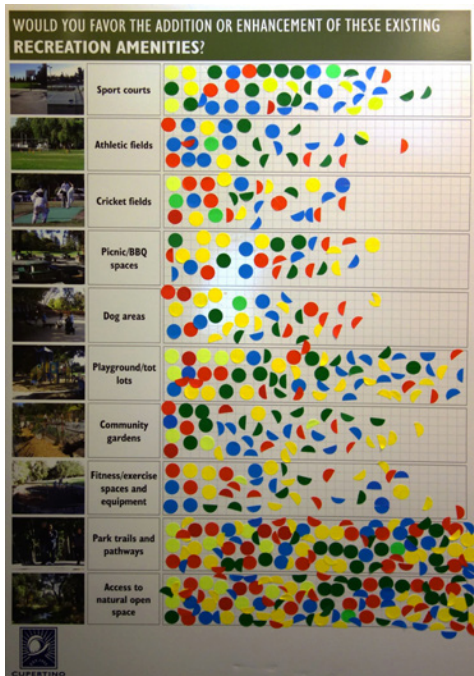 WOULD YOU FAVOR THE ADDITION OR ENHANCEMENT OF THESE EXISTING
RECREATION AMENITIES?
Sport courts
Athletic fields
Cricket fields
Picnic/BBQ
spaces
Dog areas
Playground/tot
lots
Community
gardens
Fitness/exercise
spaces and
equipment
Park trails and
pathways
Access to
natural open
space
CUPERTINO